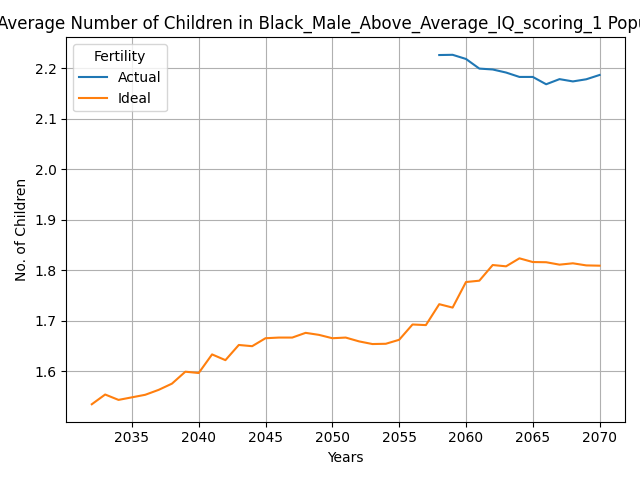 Average Number of Children in Black_Male_Above_Average_IQ_scoring_1
Fertility
Actual
Ideal
No. of Children
2.2
2.1
2.0
1.9
1.8
1.7
1.6
2035 2040 2045 2050 2055 2060 2065 2070
Years